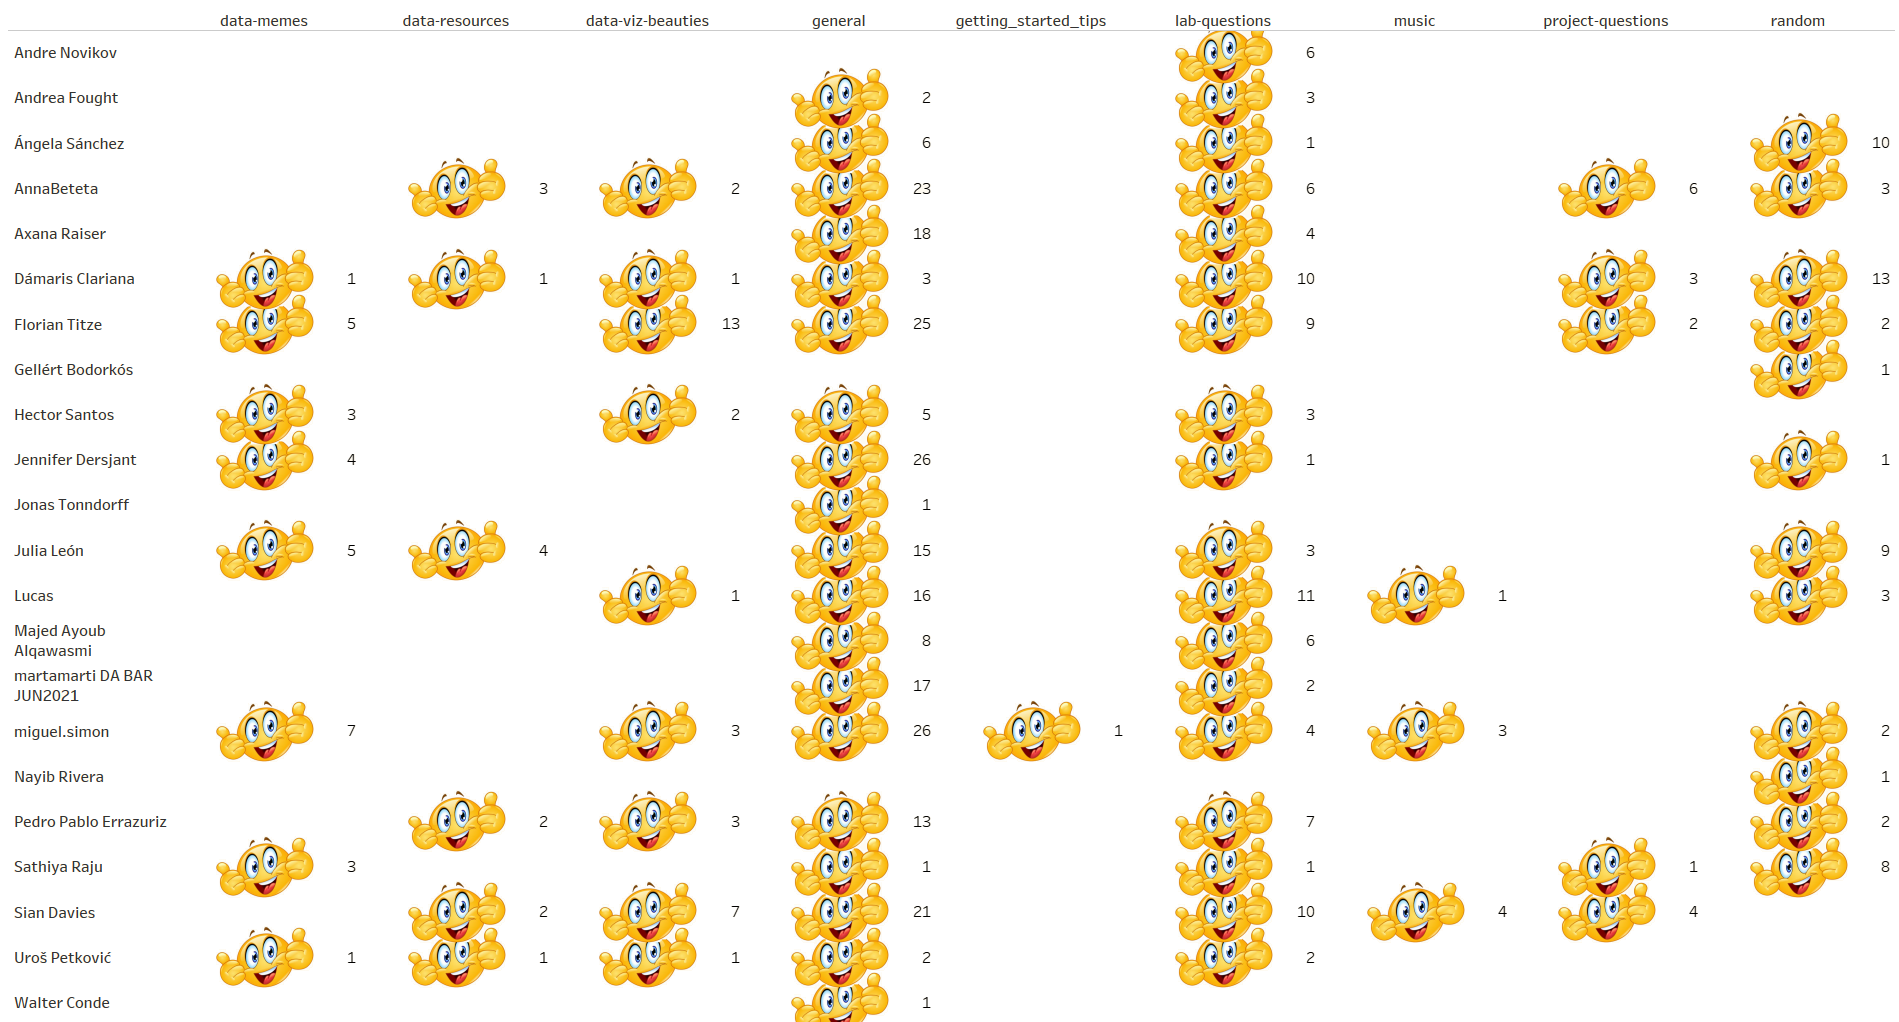 data-memes data-resources data-viz-beauties general getting_started_tips lab-questions music project-questions random
Andre Novikov 6
Andrea Fought 2 3
Ángela Sánchez 6 1 10
AnnaBeteta 3 2 23 6 6 3
Axana Raiser 18 4
Dámaris Clariana 1 1 1 3 10 3 13
Florian Titze 5 13 25 9 2 2
Gellért Bodorkós 1
Hector Santos 3 2 5 3
Jennifer Dersjant 4 26 1 1
Jonas Tonndorff 1
Julia León 5 4 15 3 9
Lucas 1 16 11 1 3
Majed Ayoub
Alqawasmi 8 6
martamarti DA BAR
JUN2021 17 2
miguel.simon 7 3 26 1 4 3 2
Nayib Rivera 1
Pedro Pablo Errazuriz 2 3 13 7 2
Sathiya Raju 3 1 1 1 8
Sian Davies 2 7 21 10 4 4
Uroš Petković 1 1 1 2 2
Walter Conde 1